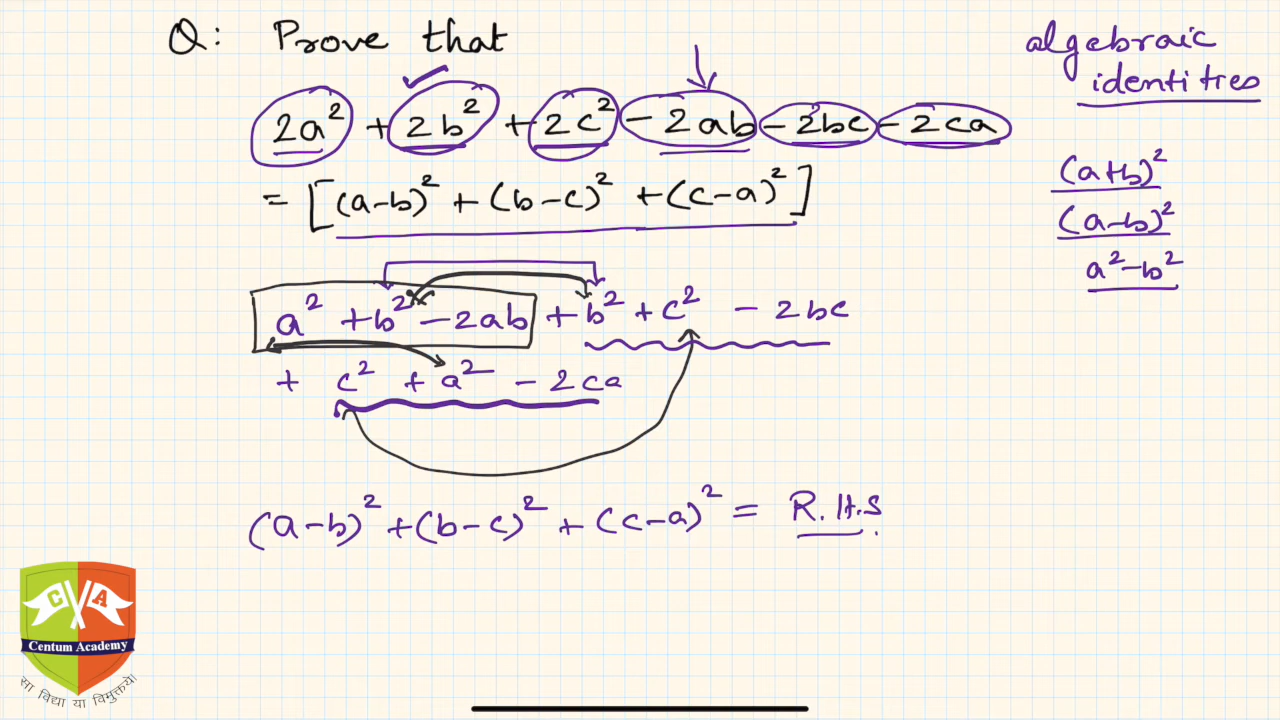 Q: Prove that
2a² + 2b² + 2c² - 2ab - 2bc - 2ca
= [(a-b)² + (b-c)² + (c-a)²]
a² + b² - 2ab + b² + c² - 2bc
+ c² + a² - 2ca
(a-b)² + (b-c)² + (c-a)² = R.H.S.
algebraic
identities
(a+b)²
(a-b)²
a²-b²
C A
Centum Academy
सा विद्या या विमुक्तये